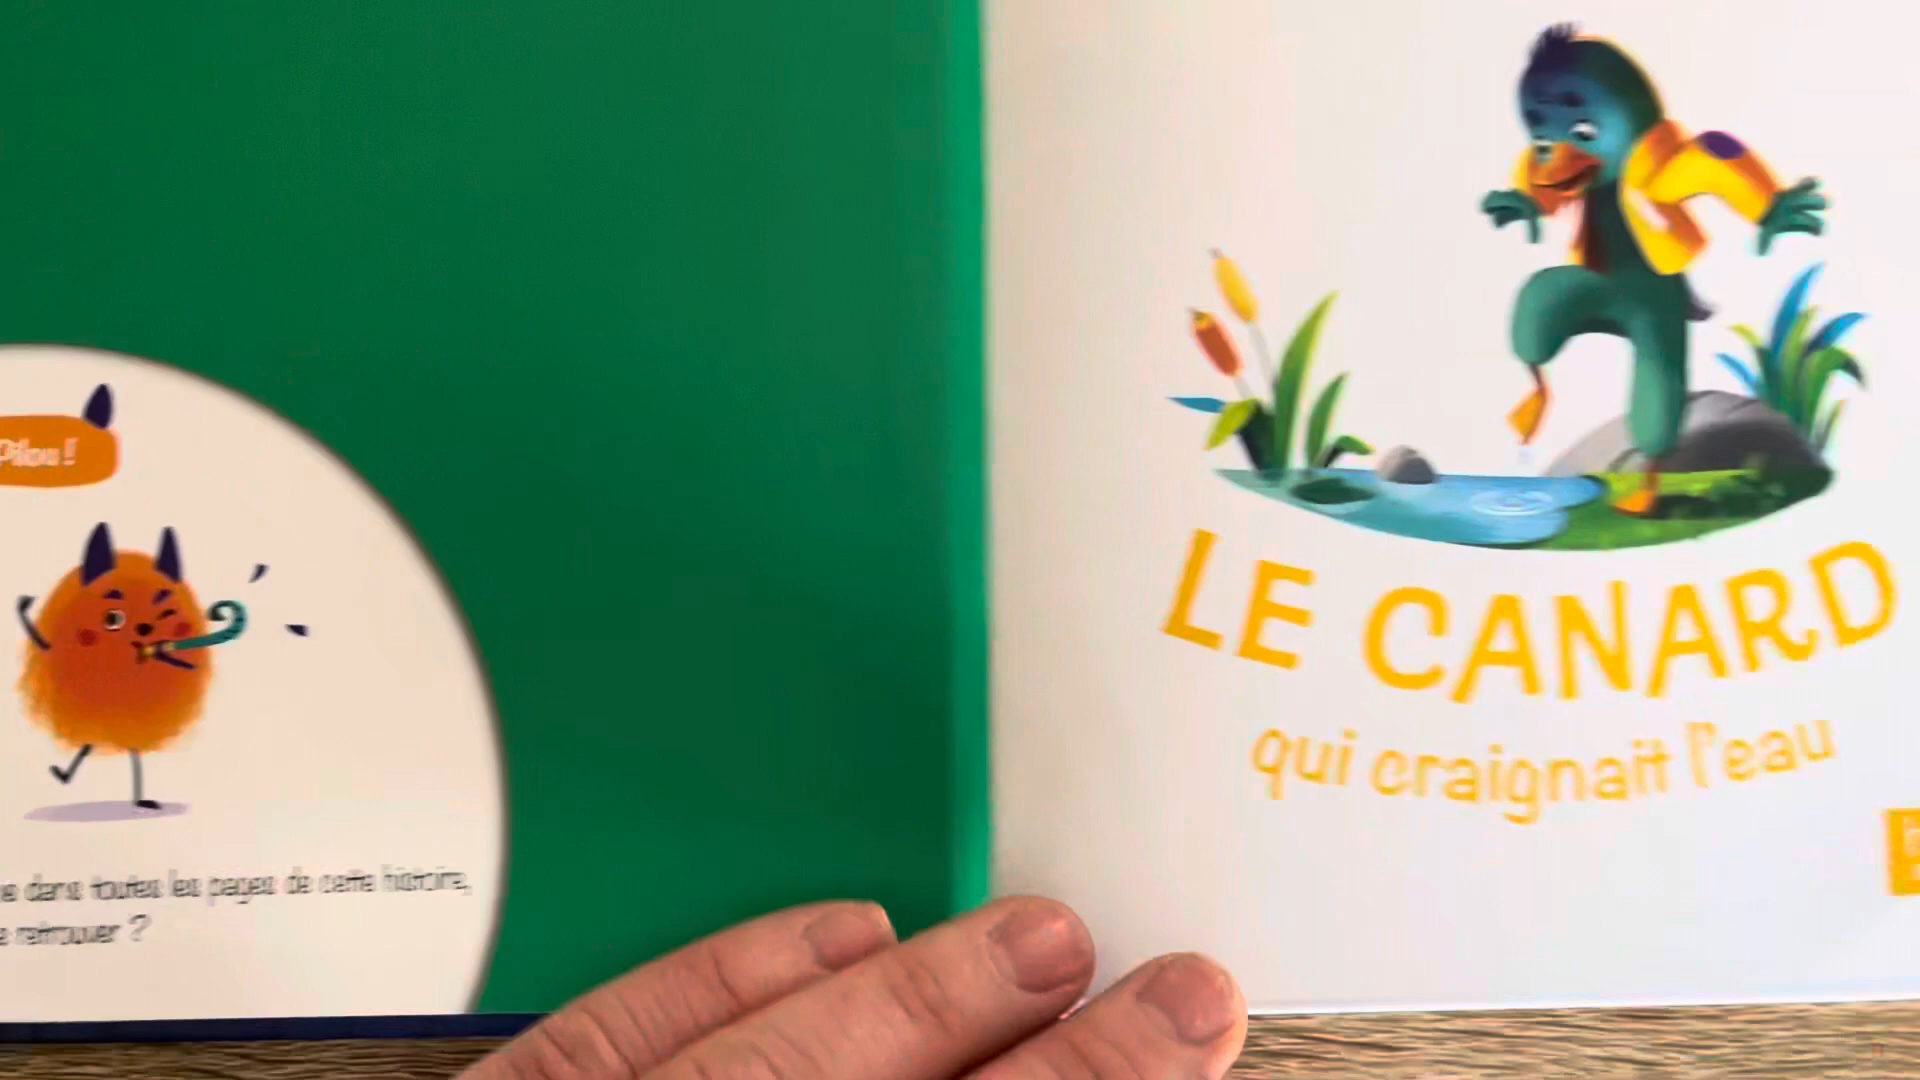 Pilou !
dans toutes les pages de cette histoire,
retrouver ?
LE CANARD
qui craignait l'eau